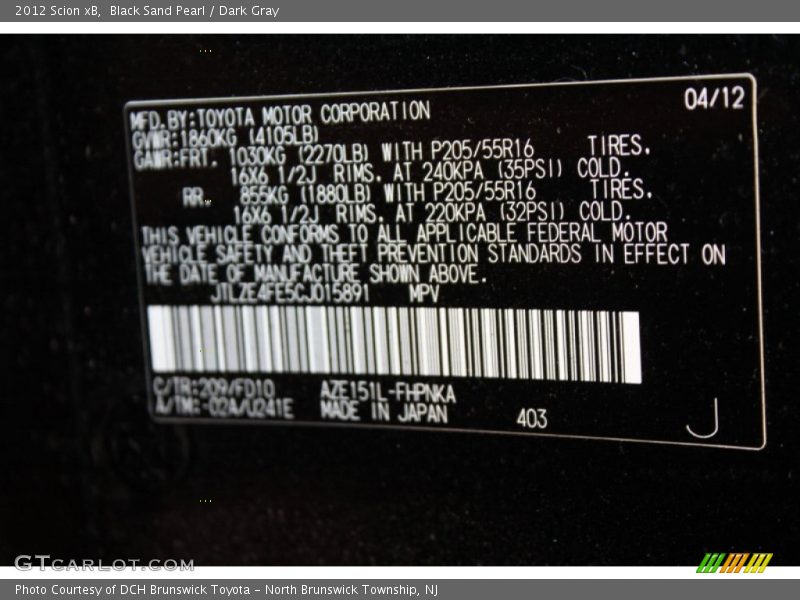 2012 Scion xB,  Black Sand Pearl / Dark Gray
04/12
MFD.BY:TOYOTA MOTOR CORPORATION
GVWR:1860KG (4105LB)
GAWR:FRT. 1030KG (2270LB) WITH P205/55R16 TIRES.
16X6 1/2J RIMS. AT 240KPA (35PSI) COLD.
RR. 855KG (1880LB) WITH P205/55R16 TIRES.
16X6 1/2J RIMS. AT 220KPA (32PSI) COLD.
THIS VEHICLE CONFORMS TO ALL APPLICABLE FEDERAL MOTOR
VEHICLE SAFETY AND THEFT PREVENTION STANDARDS IN EFFECT ON
THE DATE OF MANUFACTURE SHOWN ABOVE.
JTLZE4FE5CJ015891 MPV
C/TR:209/FD10 AZE151L-FHPNKA
A/TM:-02A/U241E MADE IN JAPAN 403
J
GTCARLOT.COM
Photo Courtesy of DCH Brunswick Toyota – North Brunswick Township, NJ